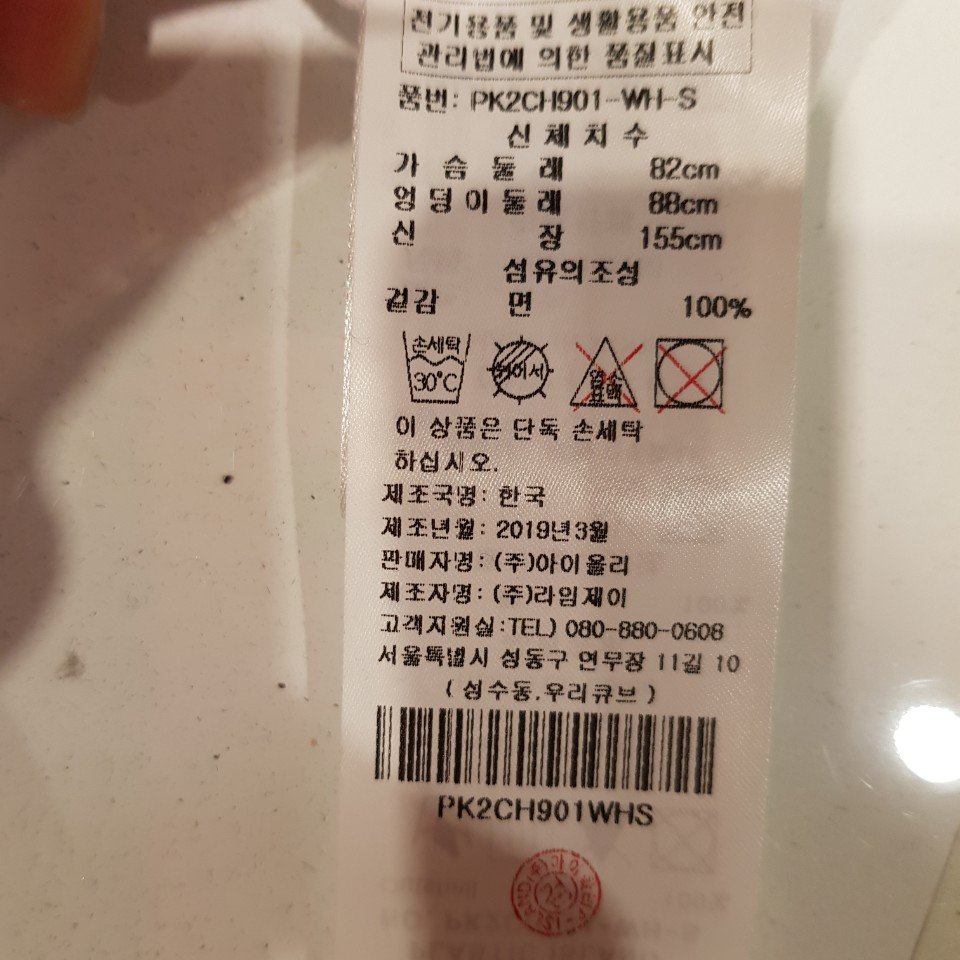 전기용품 및 생활용품 안전
관리법에 의한 품질표시
품번: PK2CH901-WH-S
신체치수
가슴둘레 82cm
엉덩이둘레 88cm
신장 155cm
섬유의조성
겉감 면 100%
손세탁
30℃
이 상품은 단독 손세탁
하십시오.
제조국명: 한국
제조년월: 2019년3월
판매자명: (주)아이올리
제조자명: (주)라임제이
고객지원실:TEL) 080-880-0608
서울특별시 성동구 연무장 11길 10
( 성수동,우리큐브 )
PK2CH901WHS